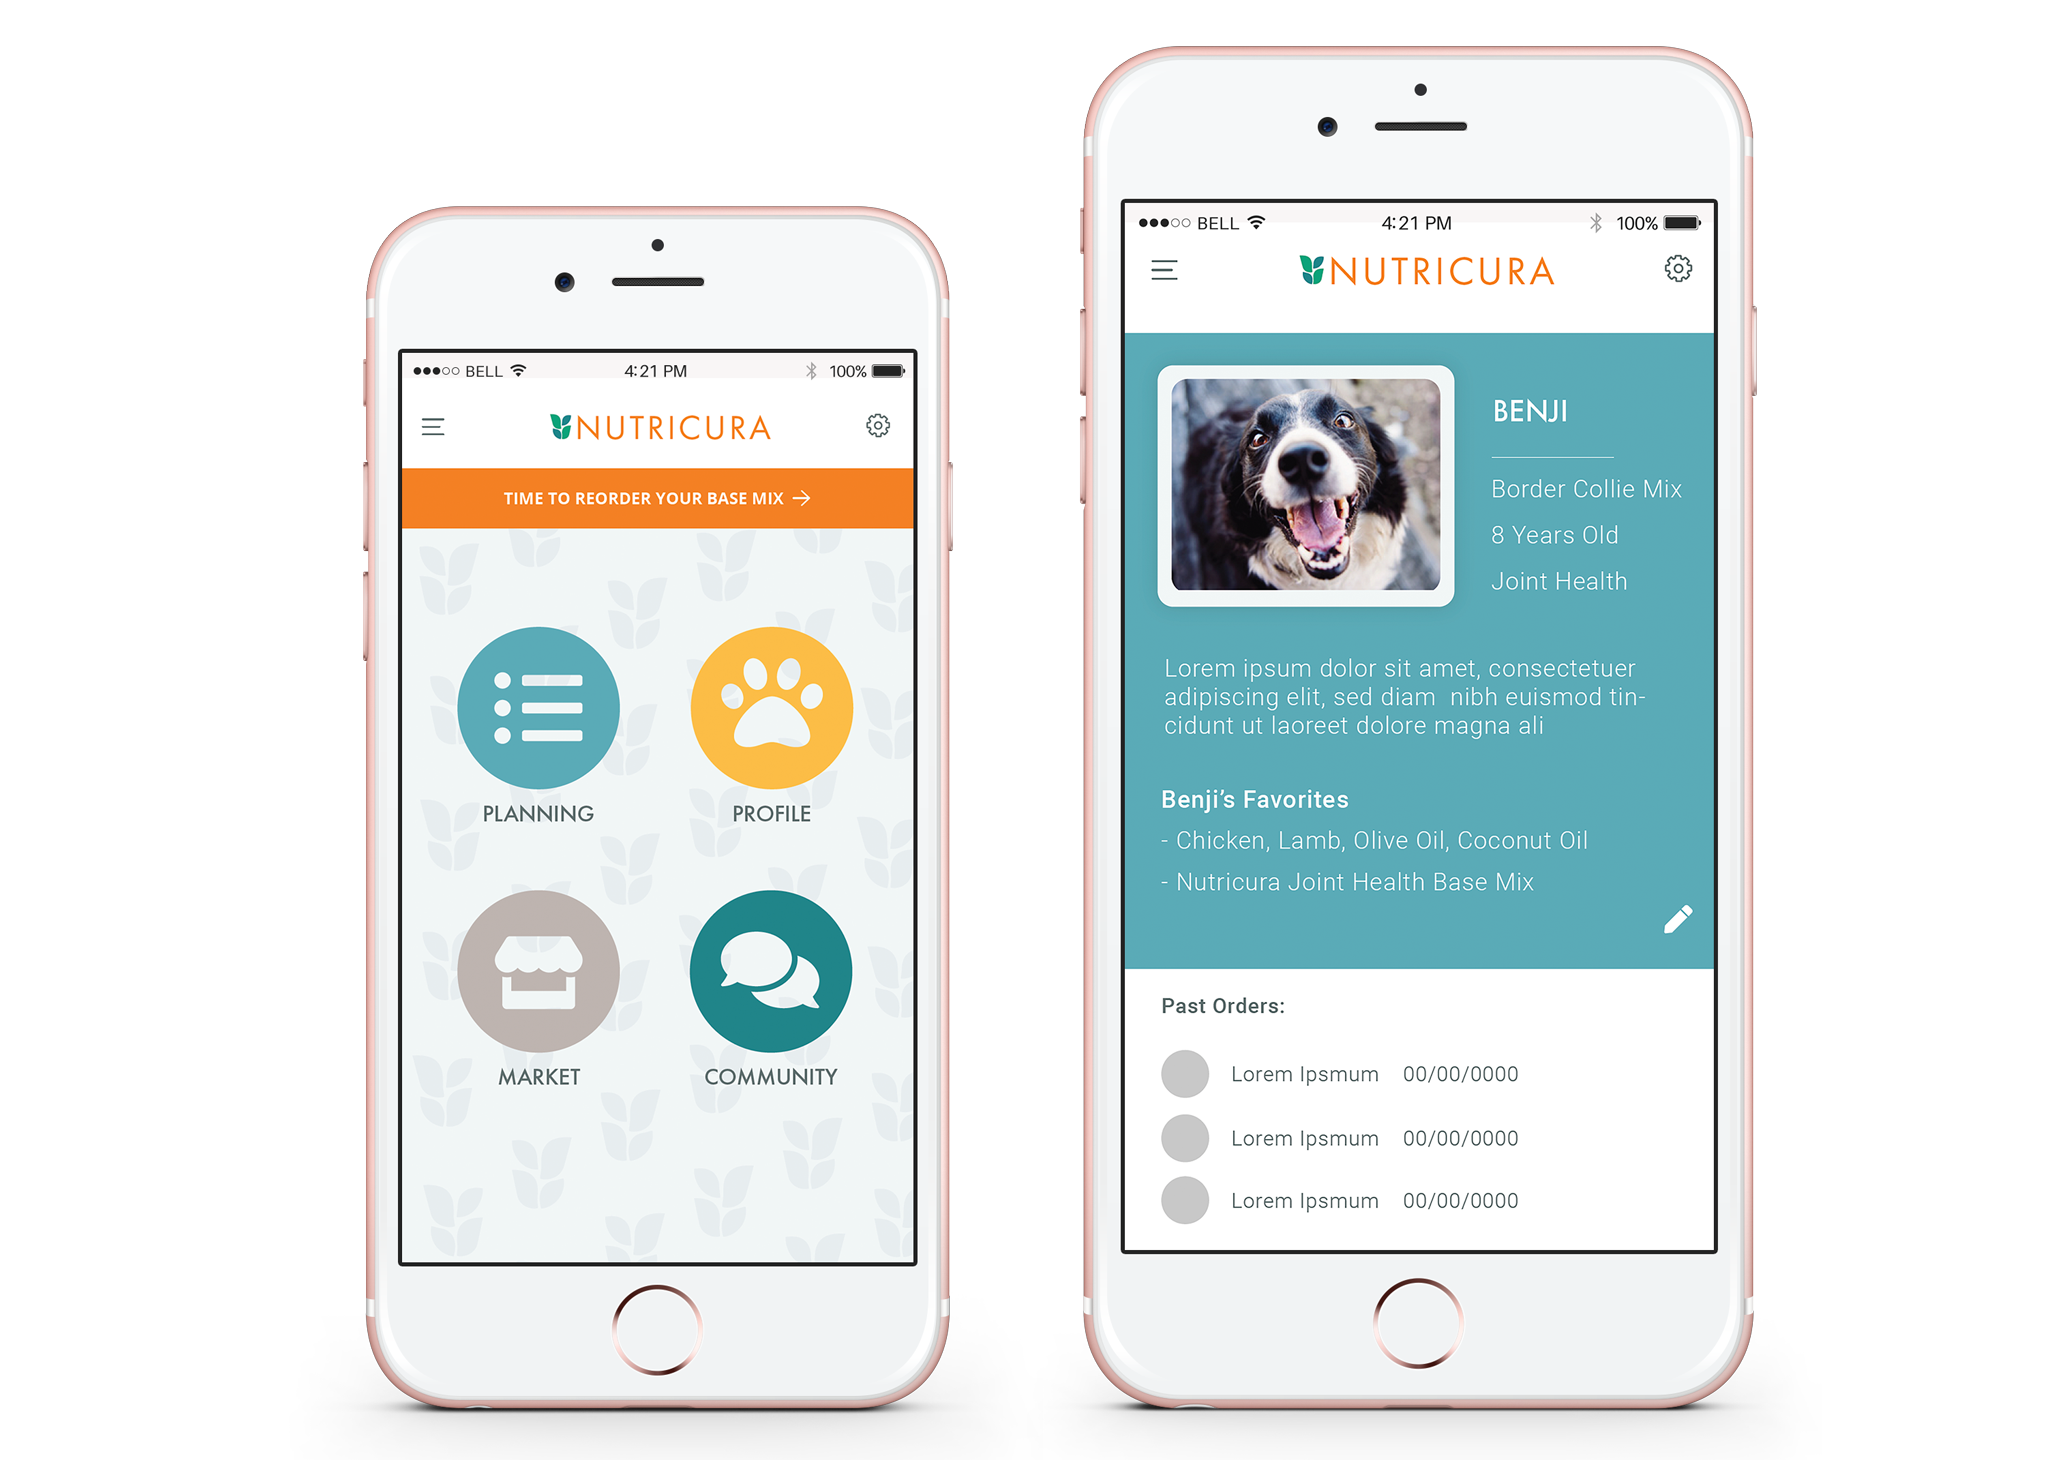 BELL 4:21 PM 100%
NUTRICURA
TIME TO REORDER YOUR BASE MIX →
PLANNING PROFILE
MARKET COMMUNITY
BELL 4:21 PM 100%
NUTRICURA
BENJI
Border Collie Mix
8 Years Old
Joint Health
Lorem ipsum dolor sit amet, consectetuer
adipiscing elit, sed diam nibh euismod tin-
cidunt ut laoreet dolore magna ali
Benji’s Favorites
- Chicken, Lamb, Olive Oil, Coconut Oil
- Nutricura Joint Health Base Mix
Past Orders:
Lorem Ipsmum 00/00/0000
Lorem Ipsmum 00/00/0000
Lorem Ipsmum 00/00/0000